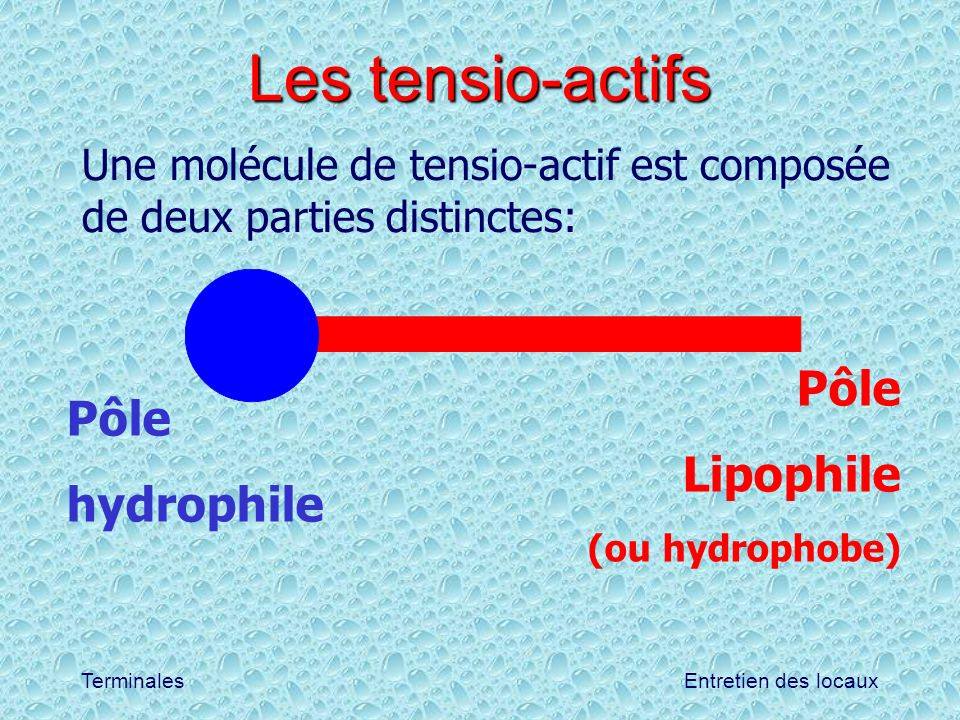 Les tensio-actifs
Une molécule de tensio-actif est composée
de deux parties distinctes:
Pôle
hydrophile
Pôle
Lipophile
(ou hydrophobe)
Terminales
Entretien des locaux